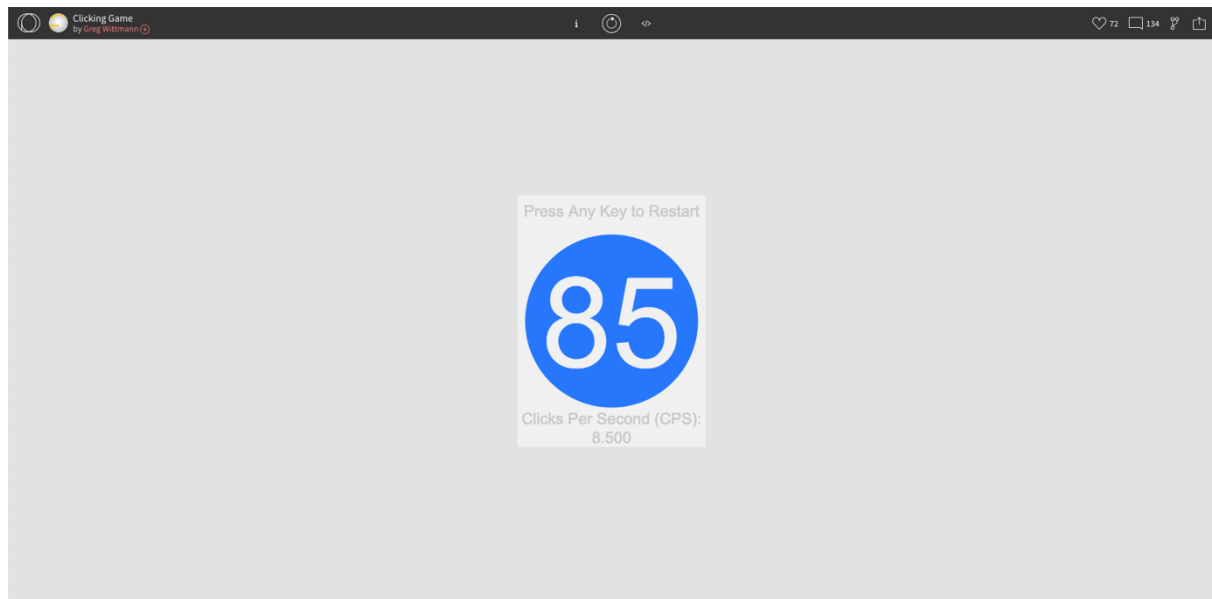 Clicking Game
by Greg Wittmann
i
</>
72
134
Press Any Key to Restart
85
Clicks Per Second (CPS):
8.500